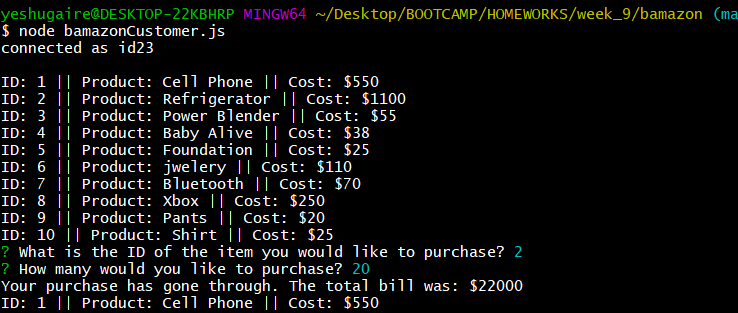 yeshugaire@DESKTOP-22KBHRP MINGW64 ~/Desktop/BOOTCAMP/HOMEWORKS/week_9/bamazon (ma
$ node bamazonCustomer.js
connected as id23
ID: 1 || Product: Cell Phone || Cost: $550
ID: 2 || Product: Refrigerator || Cost: $1100
ID: 3 || Product: Power Blender || Cost: $55
ID: 4 || Product: Baby Alive || Cost: $38
ID: 5 || Product: Foundation || Cost: $25
ID: 6 || Product: jwelery || Cost: $110
ID: 7 || Product: Bluetooth || Cost: $70
ID: 8 || Product: Xbox || Cost: $250
ID: 9 || Product: Pants || Cost: $20
ID: 10 || Product: Shirt || Cost: $25
? What is the ID of the item you would like to purchase? 2
? How many would you like to purchase? 20
Your purchase has gone through. The total bill was: $22000
ID: 1 || Product: Cell Phone || Cost: $550